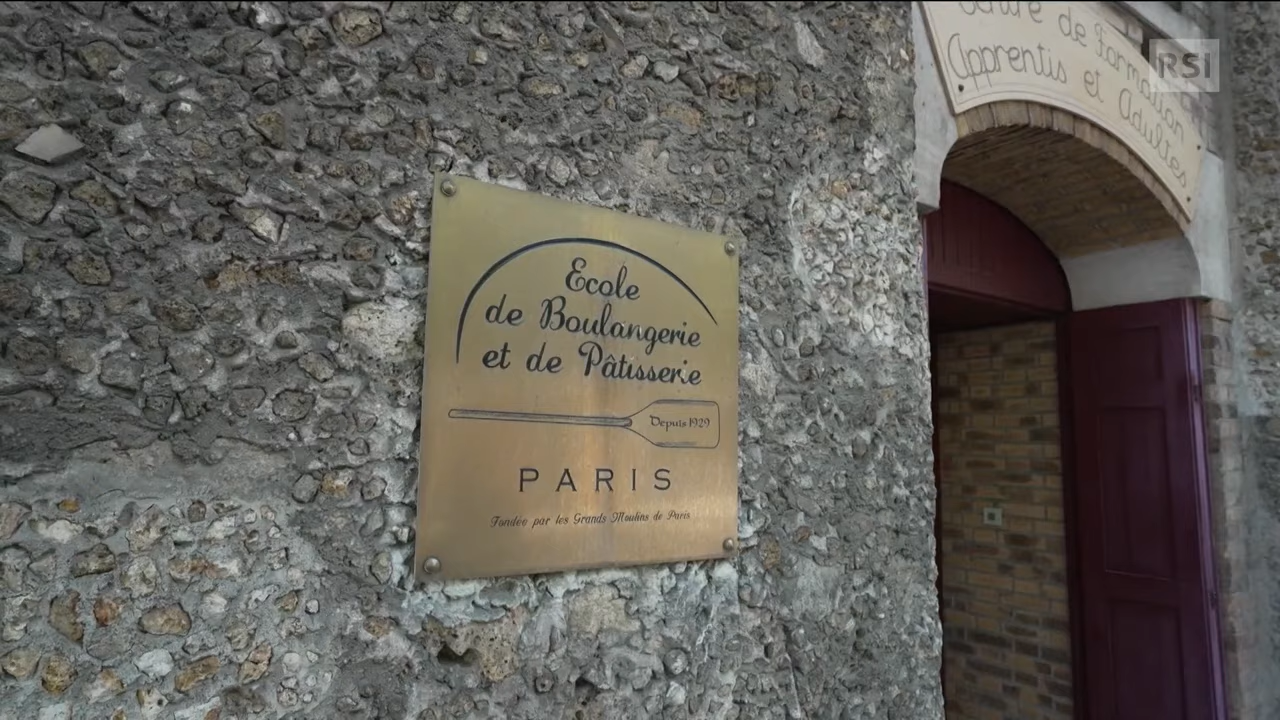 Ecole
de Boulangerie
et de Pâtisserie
Depuis 1929
PARIS
Fondée par les Grands Moulins de Paris
Centre de Formation
Apprentis et Adultes
RSI